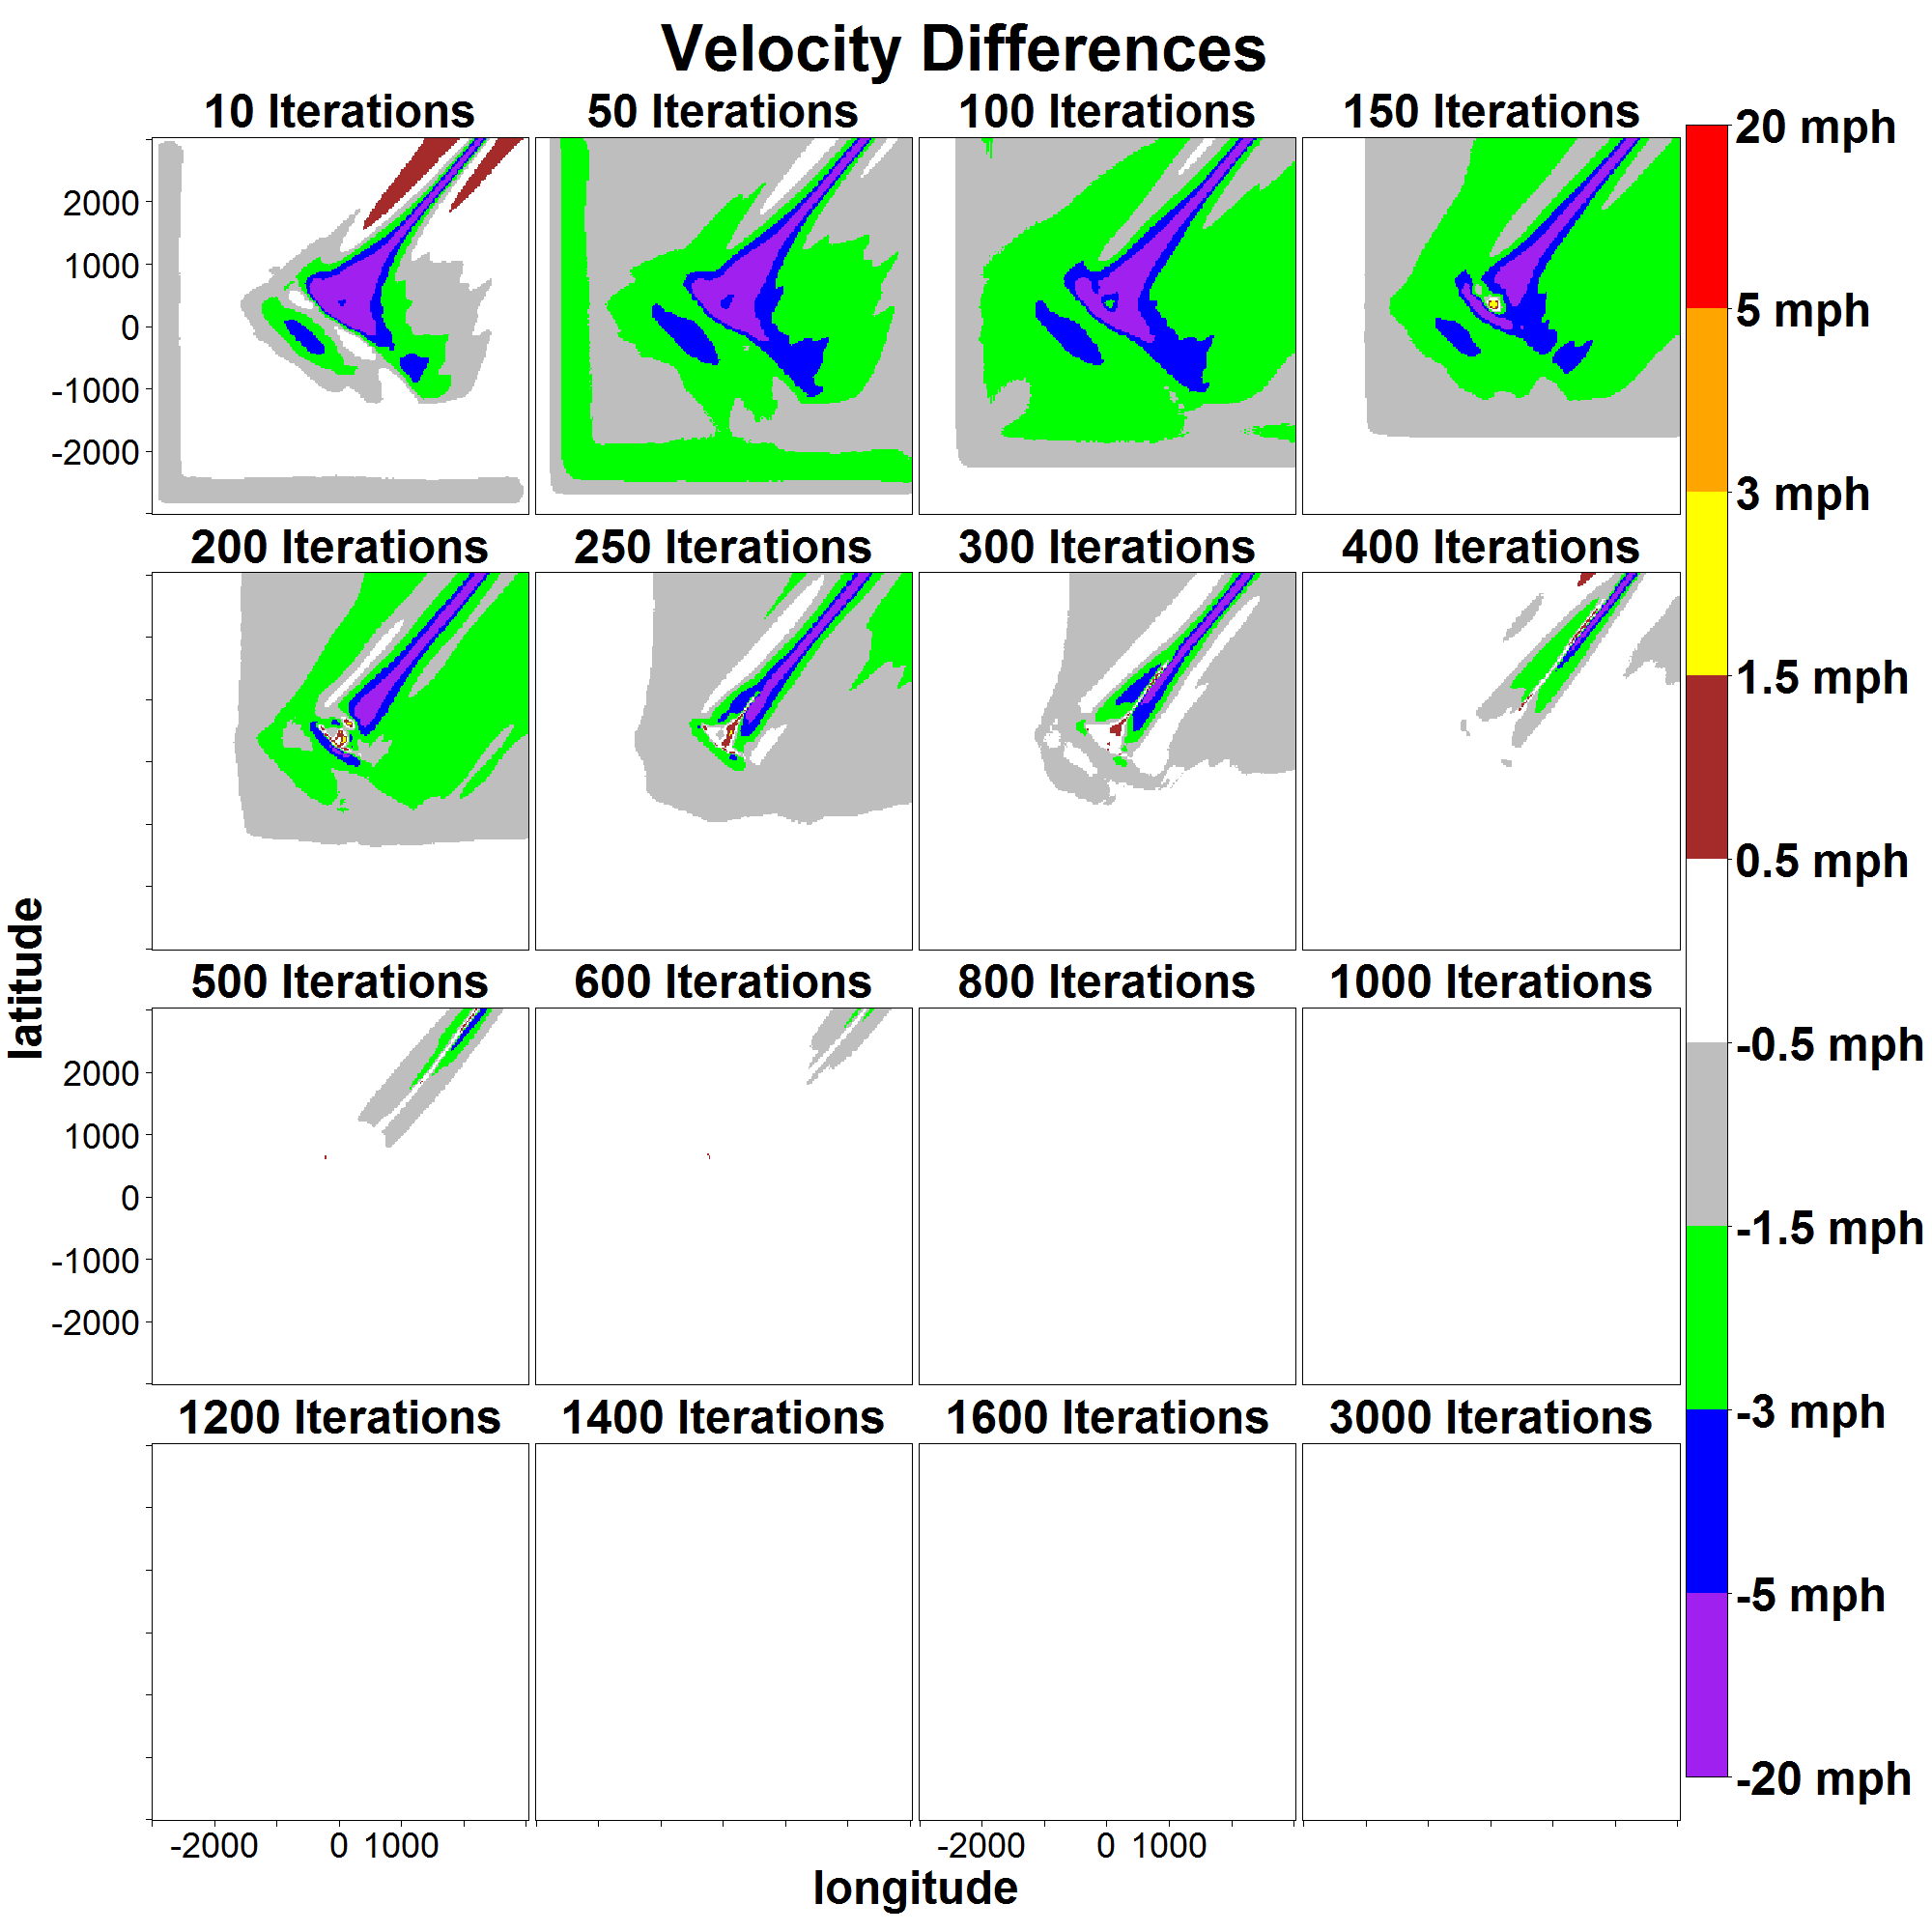 Velocity Differences
10 Iterations
50 Iterations
100 Iterations
150 Iterations
2000
1000
0
-1000
-2000
200 Iterations
250 Iterations
300 Iterations
400 Iterations
500 Iterations
600 Iterations
800 Iterations
1000 Iterations
2000
1000
0
-1000
-2000
1200 Iterations
1400 Iterations
1600 Iterations
3000 Iterations
-2000 0 1000
-2000 0 1000
longitude
latitude
20 mph
5 mph
3 mph
1.5 mph
0.5 mph
-0.5 mph
-1.5 mph
-3 mph
-5 mph
-20 mph